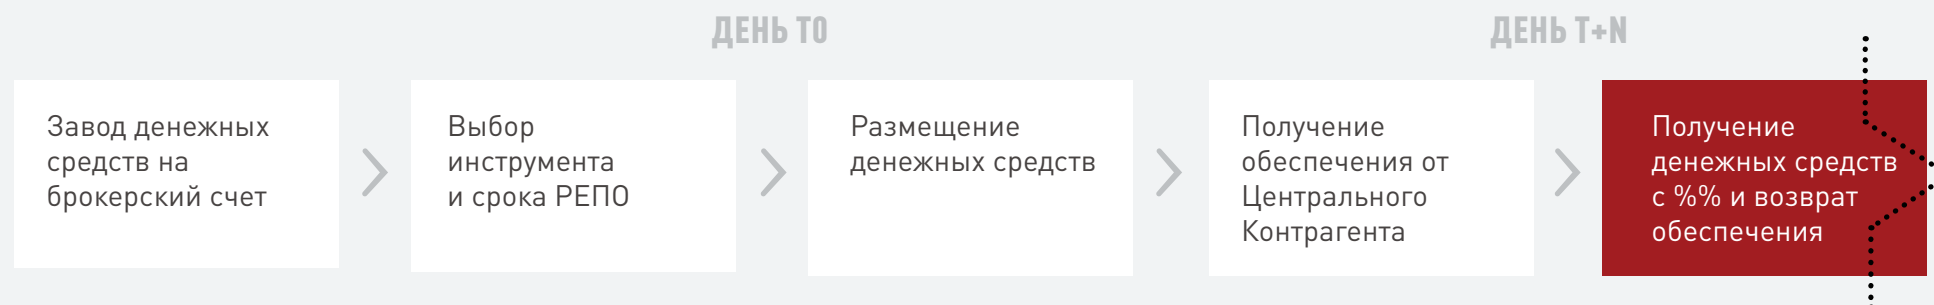 ДЕНЬ T0
ДЕНЬ T+N
Завод денежных
средств на
брокерский счет
Выбор
инструмента
и срока РЕПО
Размещение
денежных средств
Получение
обеспечения от
Центрального
Контрагента
Получение
денежных средств
с %% и возврат
обеспечения